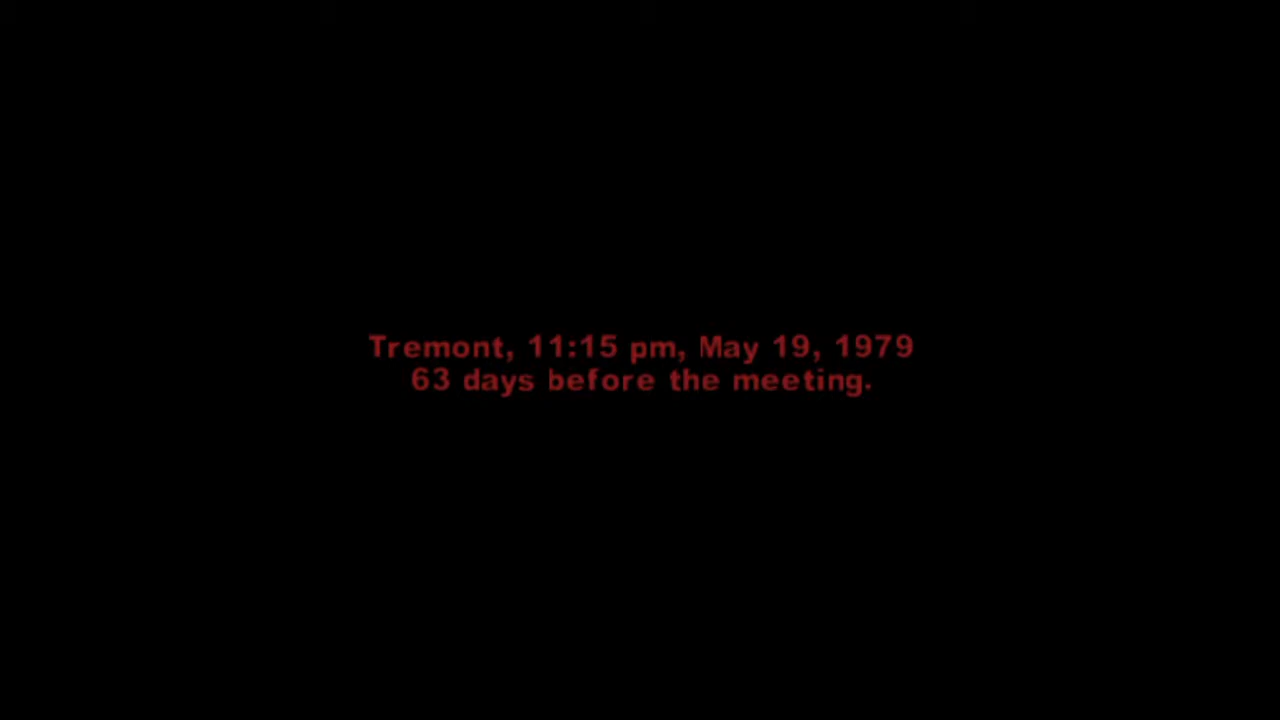 Tremont, 11:15 pm, May 19, 1979
63 days before the meeting.